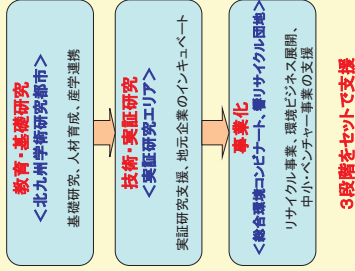 教育・基礎研究
＜北九州学術研究都市＞
基礎研究、人材育成、産学連携
技術・実証研究
＜実証研究エリア＞
実証研究支援、地元企業のインキュベート
事業化
＜総合環境コンビナート、響リサイクル団地＞
リサイクル事業、環境ビジネス展開、
中小・ベンチャー事業の支援
3段階をセットで支援